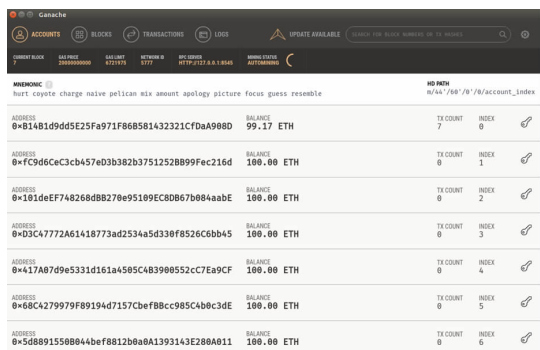 Ganache
ACCOUNTS BLOCKS TRANSACTIONS LOGS UPDATE AVAILABLE SEARCH FOR BLOCK NUMBERS OR TX HASHES
CURRENT BLOCK GAS PRICE GAS LIMIT NETWORK ID RPC SERVER MINING STATUS
7 20000000000 6721975 5777 HTTP://127.0.0.1:8545 AUTOMINING
MNEMONIC HD PATH
hurt coyote charge naive pelican mix amount apology picture focus guess resemble m/44'/60'/0'/0/account_index
ADDRESS BALANCE TX COUNT INDEX
0×B14B1d9dd5E25Fa971F86B581432321CfDaA908D 99.17 ETH 7 0
ADDRESS BALANCE TX COUNT INDEX
0×fC9d6CeC3cb457eD3b382b3751252BB99Fec216d 100.00 ETH 0 1
ADDRESS BALANCE TX COUNT INDEX
0×101deEF748268dBB270e95109EC8DB67b084aabE 100.00 ETH 0 2
ADDRESS BALANCE TX COUNT INDEX
0×D3C47772A61418773ad2534a5d330f8526C6bb45 100.00 ETH 0 3
ADDRESS BALANCE TX COUNT INDEX
0×417A07d9e5331d161a4505C4B3900552cC7Ea9CF 100.00 ETH 0 4
ADDRESS BALANCE TX COUNT INDEX
0×68C4279979F89194d7157CbefBBcc985C4b0c3dE 100.00 ETH 0 5
ADDRESS BALANCE TX COUNT INDEX
0×5d8891550B044bef8812b0a0A1393143E280A011 100.00 ETH 0 6